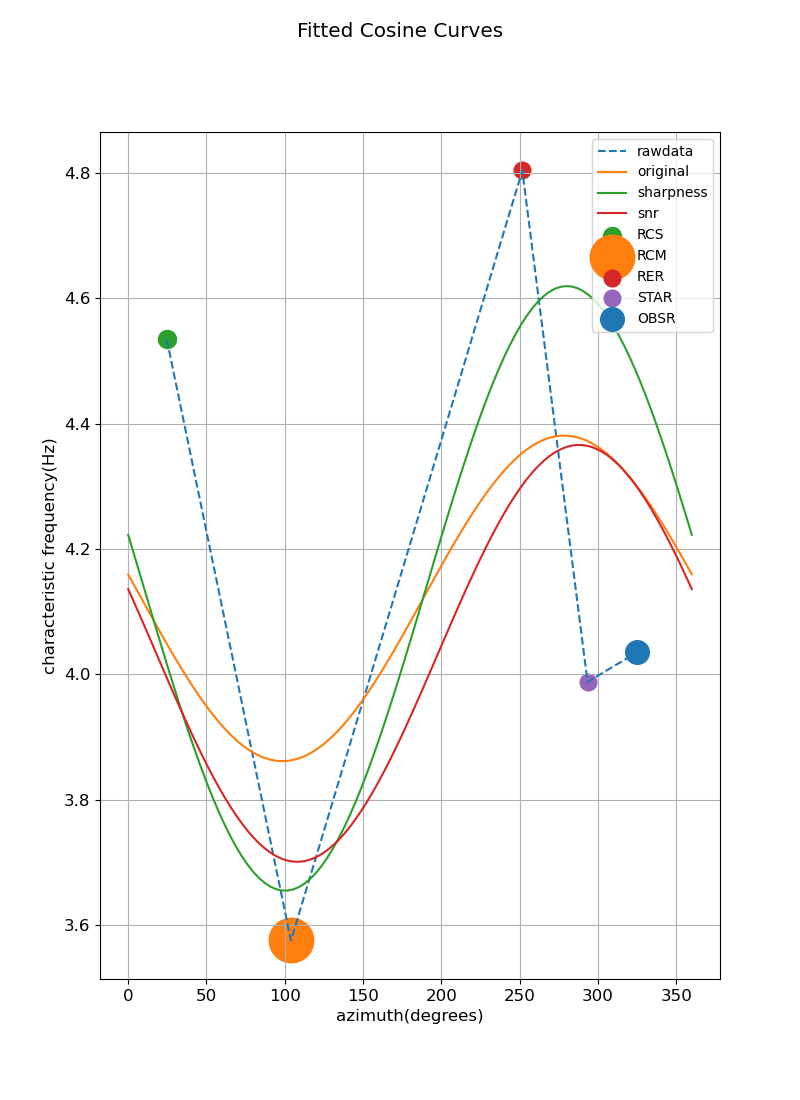 Fitted Cosine Curves
4.8
4.6
4.4
4.2
4.0
3.8
3.6
characteristic frequency(Hz)
rawdata
original
sharpness
snr
RCS
RCM
RER
STAR
OBSR
0 50 100 150 200 250 300 350
azimuth(degrees)